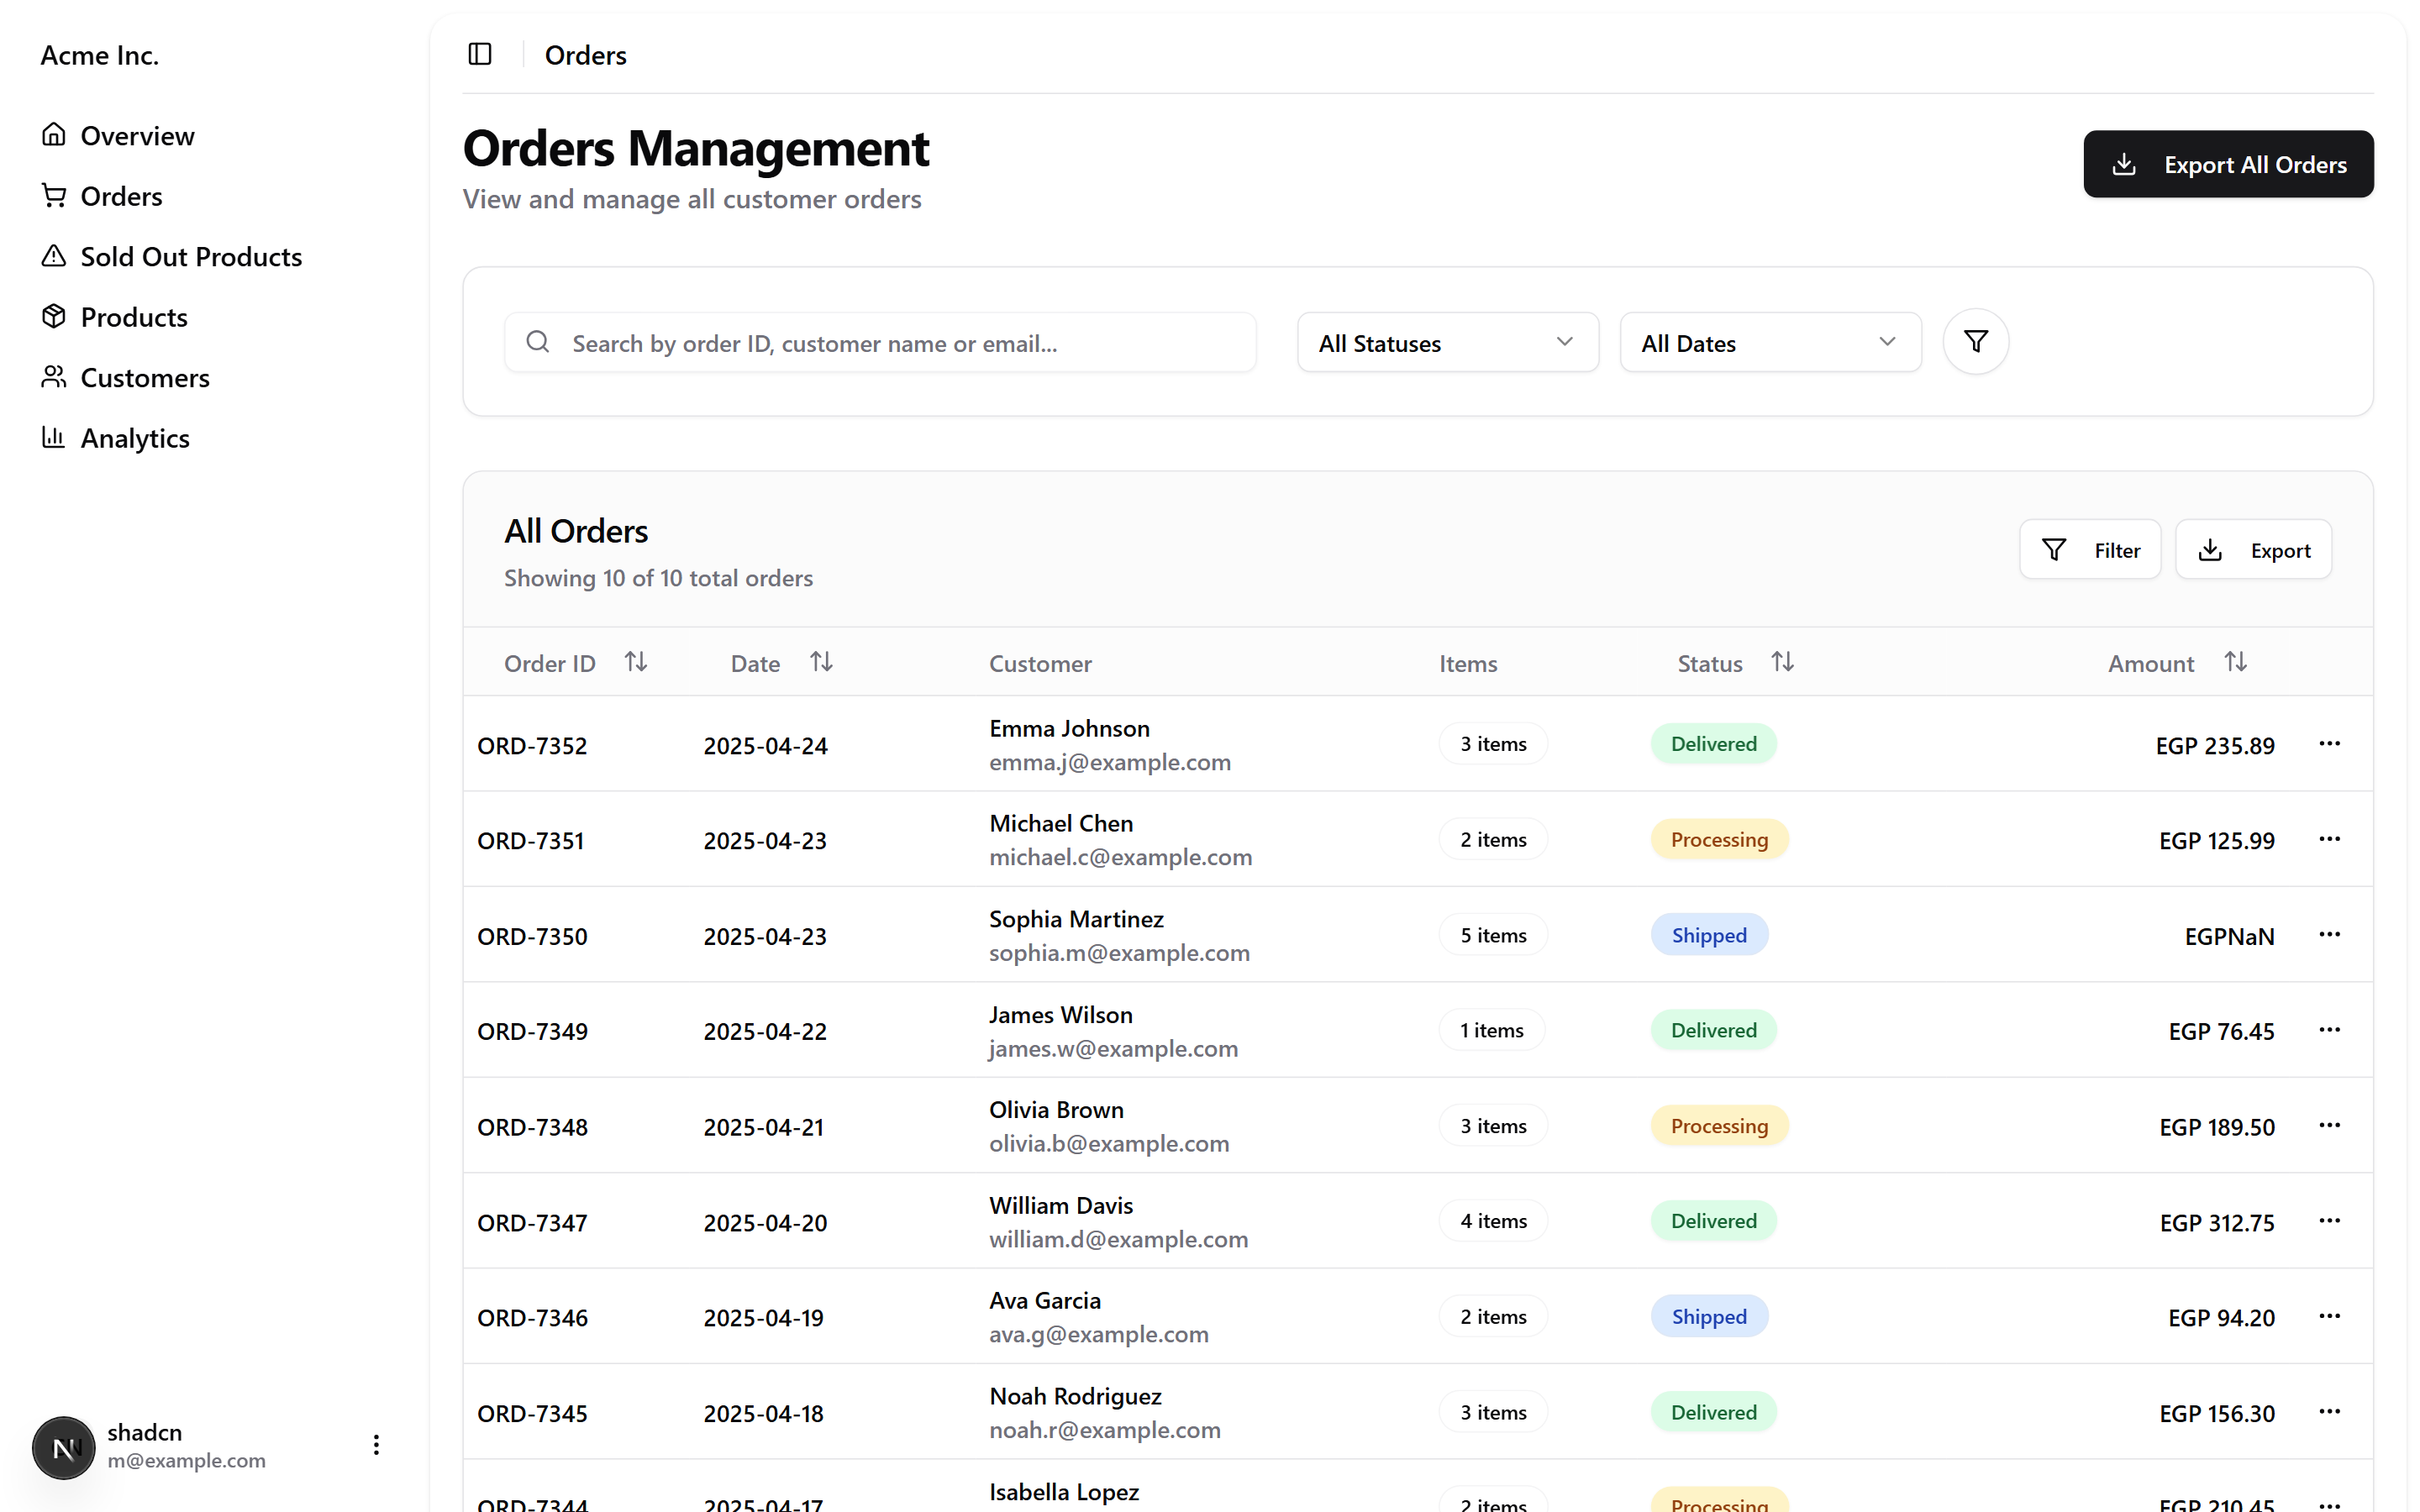 Acme Inc.
Overview
Orders
Sold Out Products
Products
Customers
Analytics
shadcn
m@example.com
Orders
Orders Management
View and manage all customer orders
Export All Orders
Search by order ID, customer name or email...
All Statuses
All Dates
All Orders
Showing 10 of 10 total orders
Filter
Export
Order ID Date Customer Items Status Amount
ORD-7352 2025-04-24 Emma Johnson 3 items Delivered EGP 235.89
emma.j@example.com
ORD-7351 2025-04-23 Michael Chen 2 items Processing EGP 125.99
michael.c@example.com
ORD-7350 2025-04-23 Sophia Martinez 5 items Shipped EGPNaN
sophia.m@example.com
ORD-7349 2025-04-22 James Wilson 1 items Delivered EGP 76.45
james.w@example.com
ORD-7348 2025-04-21 Olivia Brown 3 items Processing EGP 189.50
olivia.b@example.com
ORD-7347 2025-04-20 William Davis 4 items Delivered EGP 312.75
william.d@example.com
ORD-7346 2025-04-19 Ava Garcia 2 items Shipped EGP 94.20
ava.g@example.com
ORD-7345 2025-04-18 Noah Rodriguez 3 items Delivered EGP 156.30
noah.r@example.com
ORD-7344 2025-04-17 Isabella Lopez 2 items Processing EGP 210.45